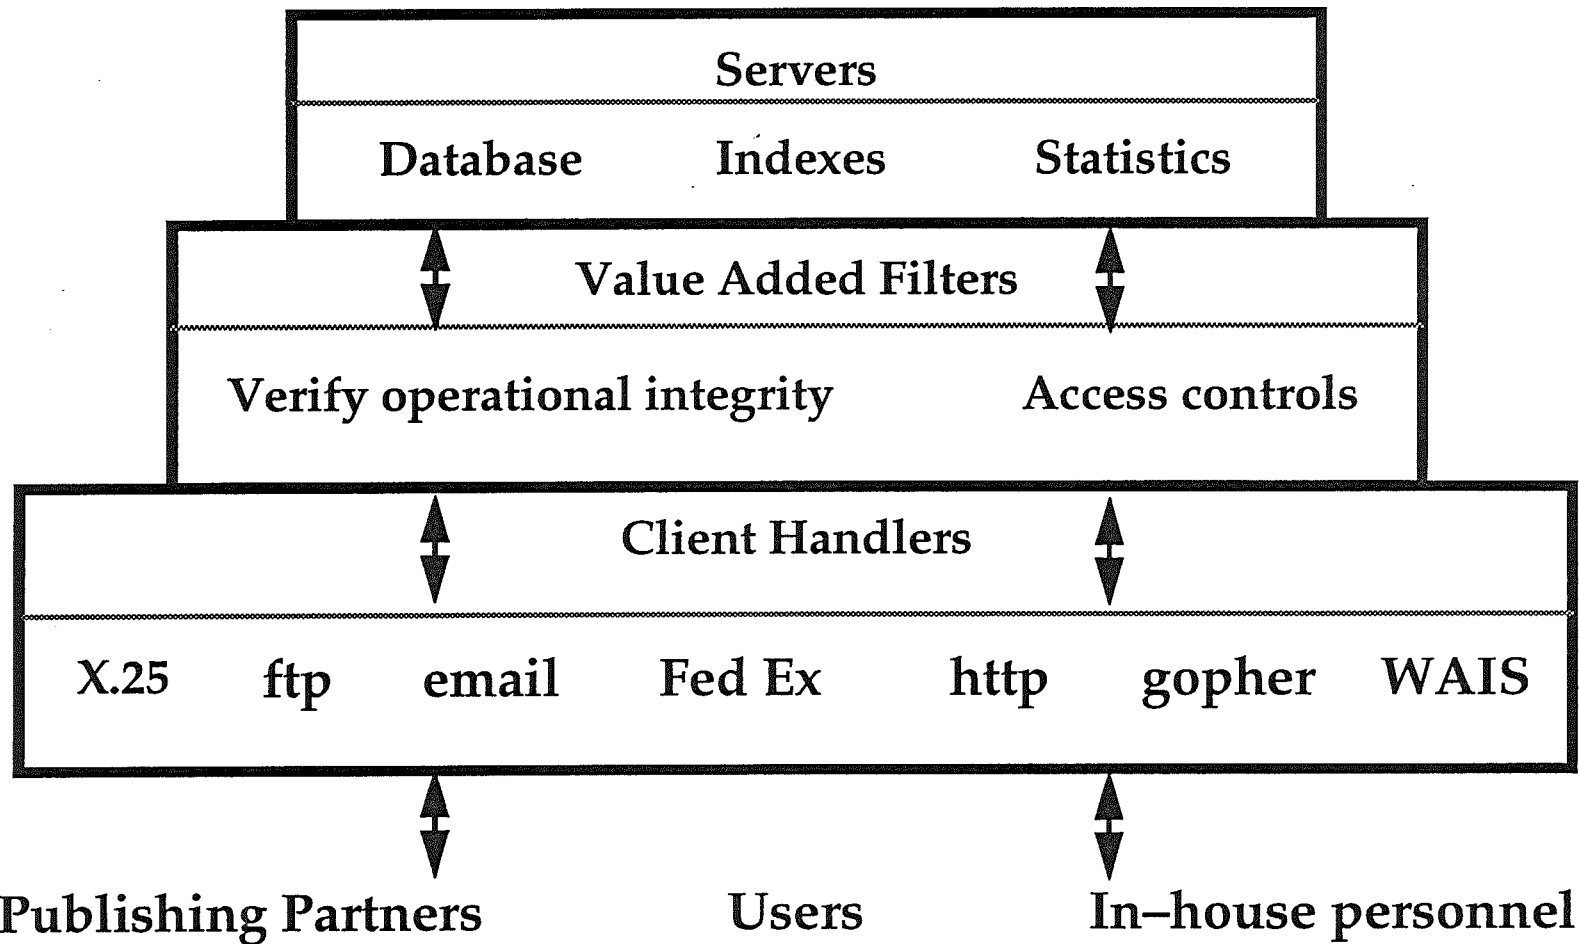 Servers
Database Indexes Statistics
Value Added Filters
Verify operational integrity Access controls
Client Handlers
X.25 ftp email Fed Ex http gopher WAIS
Publishing Partners Users In–house personnel